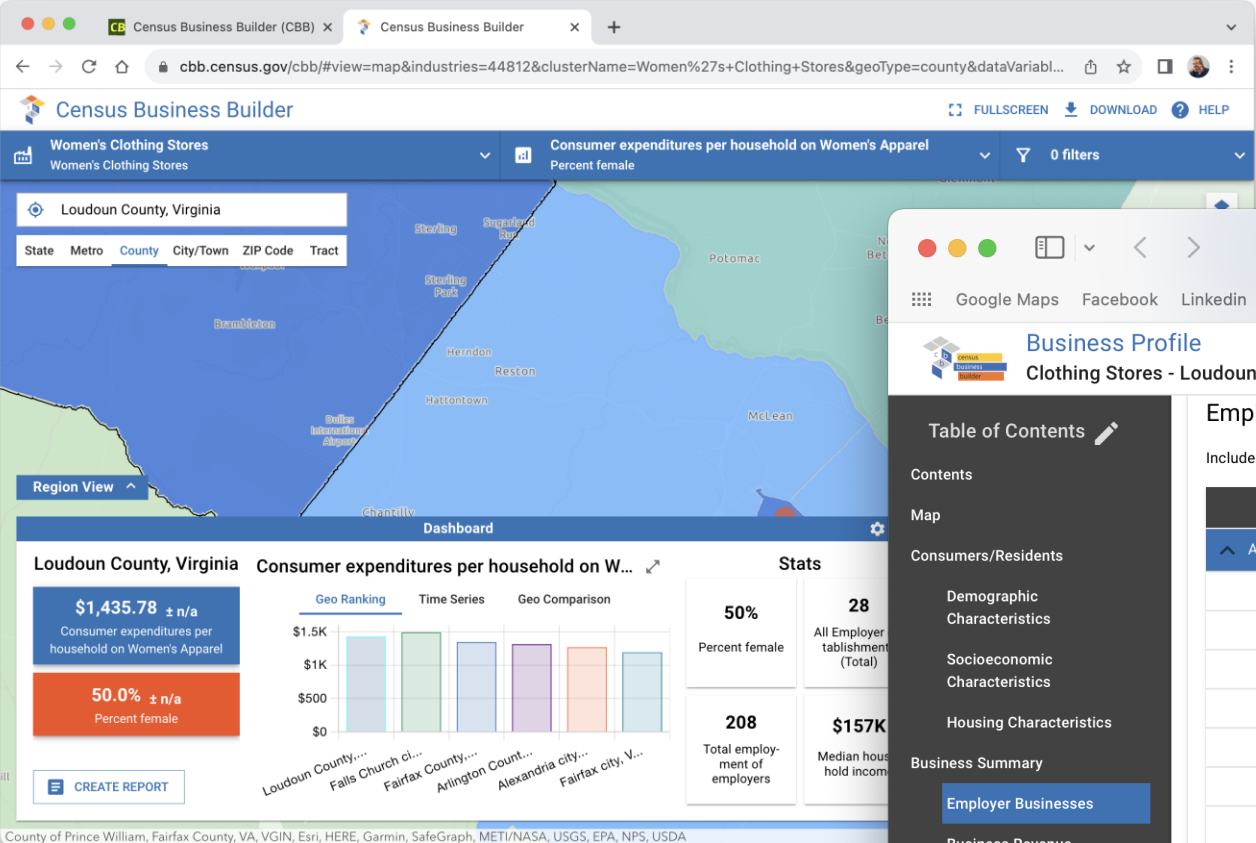 Census Business Builder (CBB)
Census Business Builder
cbb.census.gov/cbb/#view=map&industries=44812&clusterName=Women%27s+Clothing+Stores&geoType=county&dataVariabl...
Census Business Builder
FULLSCREEN
DOWNLOAD
HELP
Women's Clothing Stores
Women's Clothing Stores
Consumer expenditures per household on Women's Apparel
Percent female
0 filters
Loudoun County, Virginia
State Metro County City/Town ZIP Code Tract
Sterling
Sugarland
Run
Potomac
Sterling
Park
Brambleton
Herndon
Reston
Hattontown
McLean
Dulles
International
Airport
Chantilly
Region View
Dashboard
Loudoun County, Virginia
$1,435.78 ± n/a
Consumer expenditures per
household on Women's Apparel
50.0% ± n/a
Percent female
CREATE REPORT
Consumer expenditures per household on W...
Geo Ranking Time Series Geo Comparison
$1.5K
$1K
$500
$0
Loudoun County,...
Falls Church ci...
Fairfax County,...
Arlington Count...
Alexandria city...
Fairfax city, V...
Stats
50%
Percent female
28
All Employer
tablishment
(Total)
208
Total employ-
ment of
employers
$157K
Median hous
hold incom
County of Prince William, Fairfax County, VA, VGIN, Esri, HERE, Garmin, SafeGraph, METI/NASA, USGS, EPA, NPS, USDA
Google Maps Facebook Linkedin
c b b
census
business
builder
Business Profile
Clothing Stores - Loudoun
Table of Contents
Contents
Map
Consumers/Residents
Demographic
Characteristics
Socioeconomic
Characteristics
Housing Characteristics
Business Summary
Employer Businesses
Business Revenue
Emp
Include
A